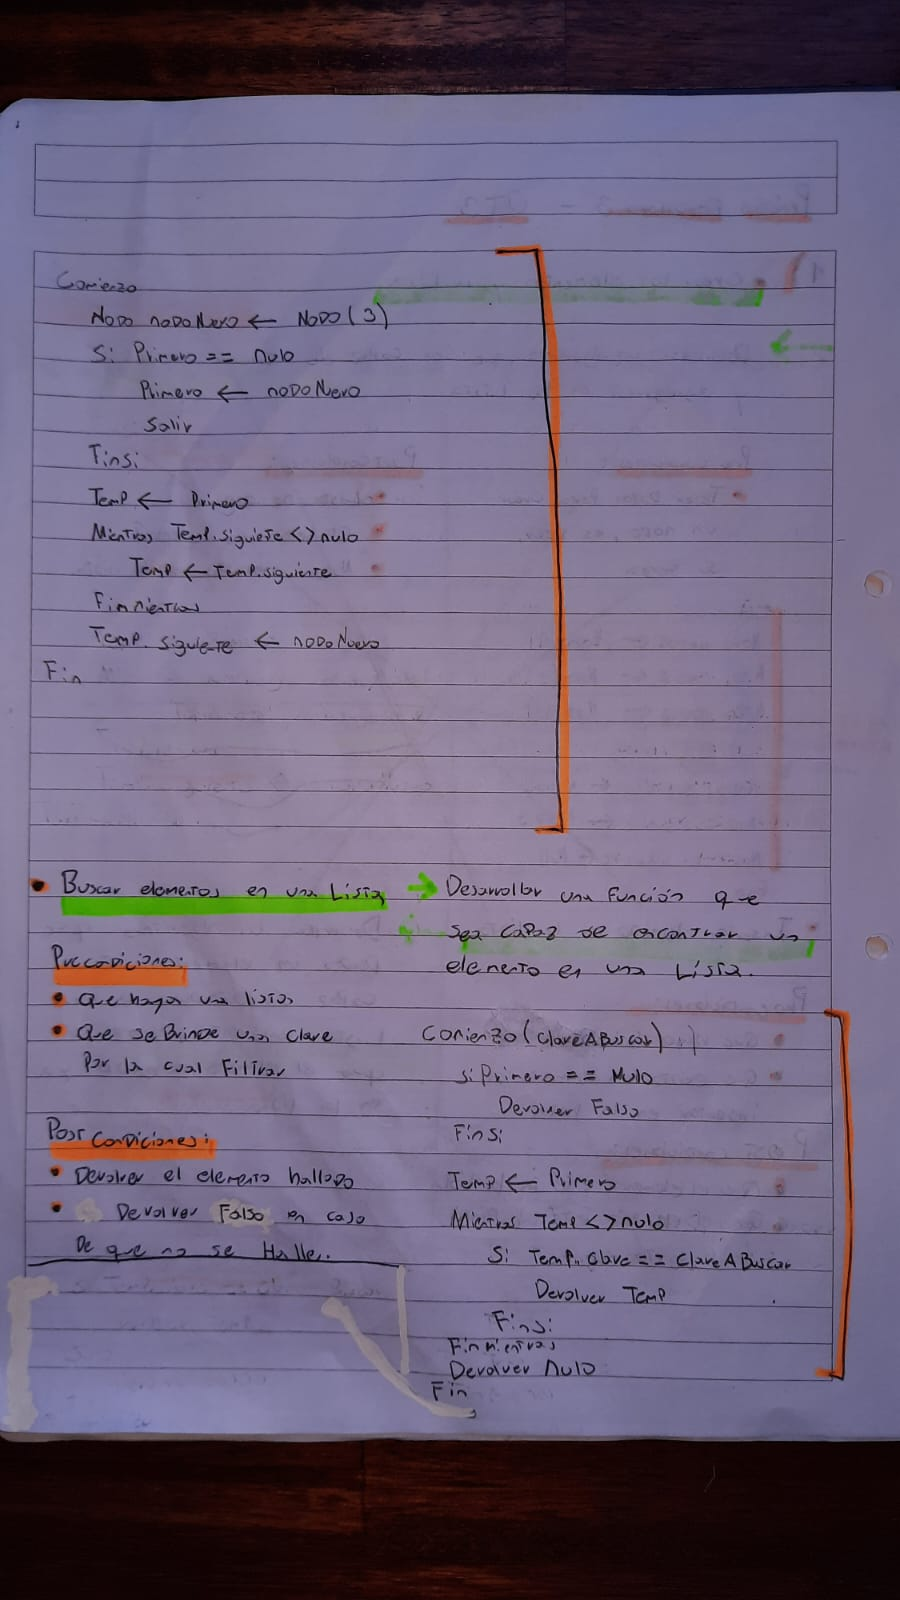 Comienzo
Nodo nodoNuevo ← Nodo(3)
Si Primero == nulo
Primero ← nodoNuevo
Salir
Finsi
Temp ← Primero
Mientras Temp.siguiete <> nulo
Temp ← Temp.siguiente
Finmientras
Temp.siguiete ← nodoNuevo
Fin
• Buscar elementos en una Lista → Desarrollar una función que
sea capaz de encontrar un
elemento en una Lista.
Precondiciones:
• Que haya una lista
• Que se Brinde una clave
Por la cual Filtrar
Post condiciones:
• Devolver el elemento hallado
• Devolver Falso en caso
De que no se Halle.
Comienzo (ClaveABuscar)
si Primero == Nulo
Devolver Falso
Finsi
Temp ← Primero
Mientras Temp <> nulo
Si Temp.Clave == ClaveABuscar
Devolver Temp
Finsi
Finmientras
Devolver nulo
Fin